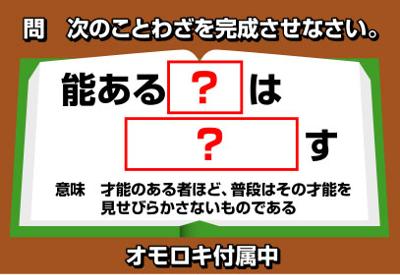 問　次のことわざを完成させなさい。
能ある？は
？す
意味　才能のある者ほど、普段はその才能を
見せびらかさないものである
オモロキ付属中